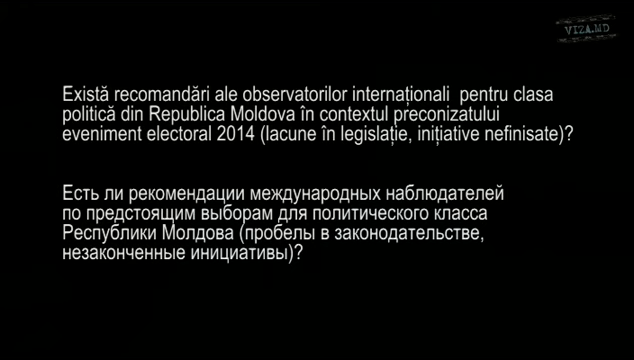 VIZA.MD
Există recomandări ale observatorilor internaționali pentru clasa
politică din Republica Moldova în contextul preconizatului
eveniment electoral 2014 (lacune în legislație, inițiative nefinisate)?
Есть ли рекомендации международных наблюдателей
по предстоящим выборам для политического класса
Республики Молдова (пробелы в законодательстве,
незаконченные инициативы)?